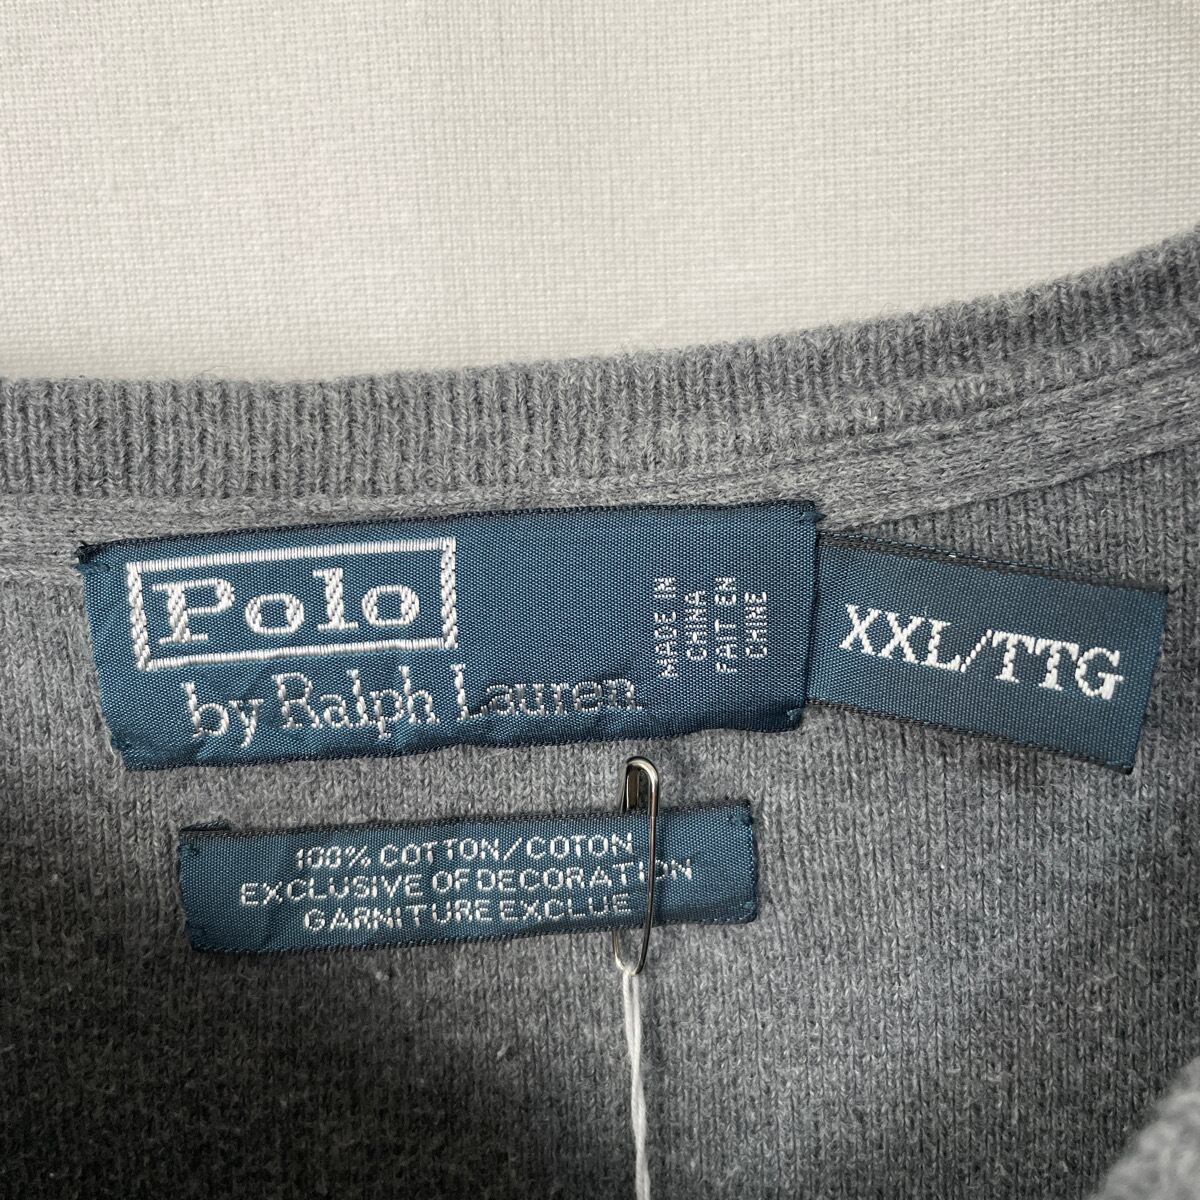 Polo
by Ralph Lauren
MADE IN
CHINA
FAIT EN
CHINE
XXL/TTG
100% COTTON/COTON
EXCLUSIVE OF DECORATION
GARNITURE EXCLUE